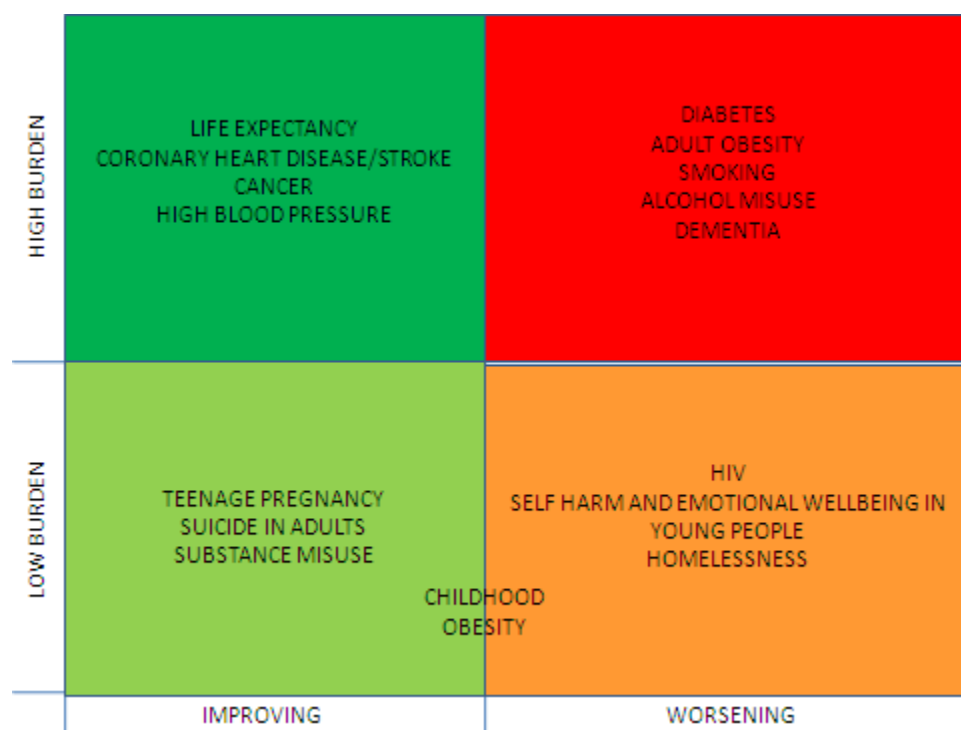 HIGH BURDEN
LIFE EXPECTANCY
CORONARY HEART DISEASE/STROKE
CANCER
HIGH BLOOD PRESSURE
DIABETES
ADULT OBESITY
SMOKING
ALCOHOL MISUSE
DEMENTIA
LOW BURDEN
TEENAGE PREGNANCY
SUICIDE IN ADULTS
SUBSTANCE MISUSE
HIV
SELF HARM AND EMOTIONAL WELLBEING IN
YOUNG PEOPLE
HOMELESSNESS
CHILDHOOD
OBESITY
IMPROVING
WORSENING